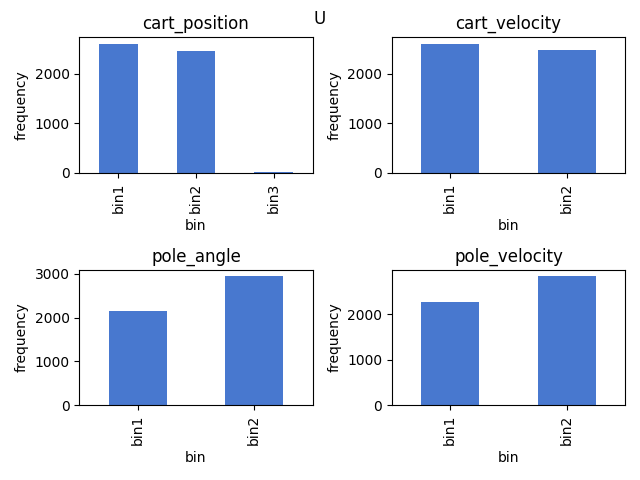 U
cart_position
frequency
2000
1000
0
bin1
bin2
bin3
bin
cart_velocity
frequency
2000
1000
0
bin1
bin2
bin
pole_angle
frequency
3000
2000
1000
0
bin1
bin2
bin
pole_velocity
frequency
2000
1000
0
bin1
bin2
bin